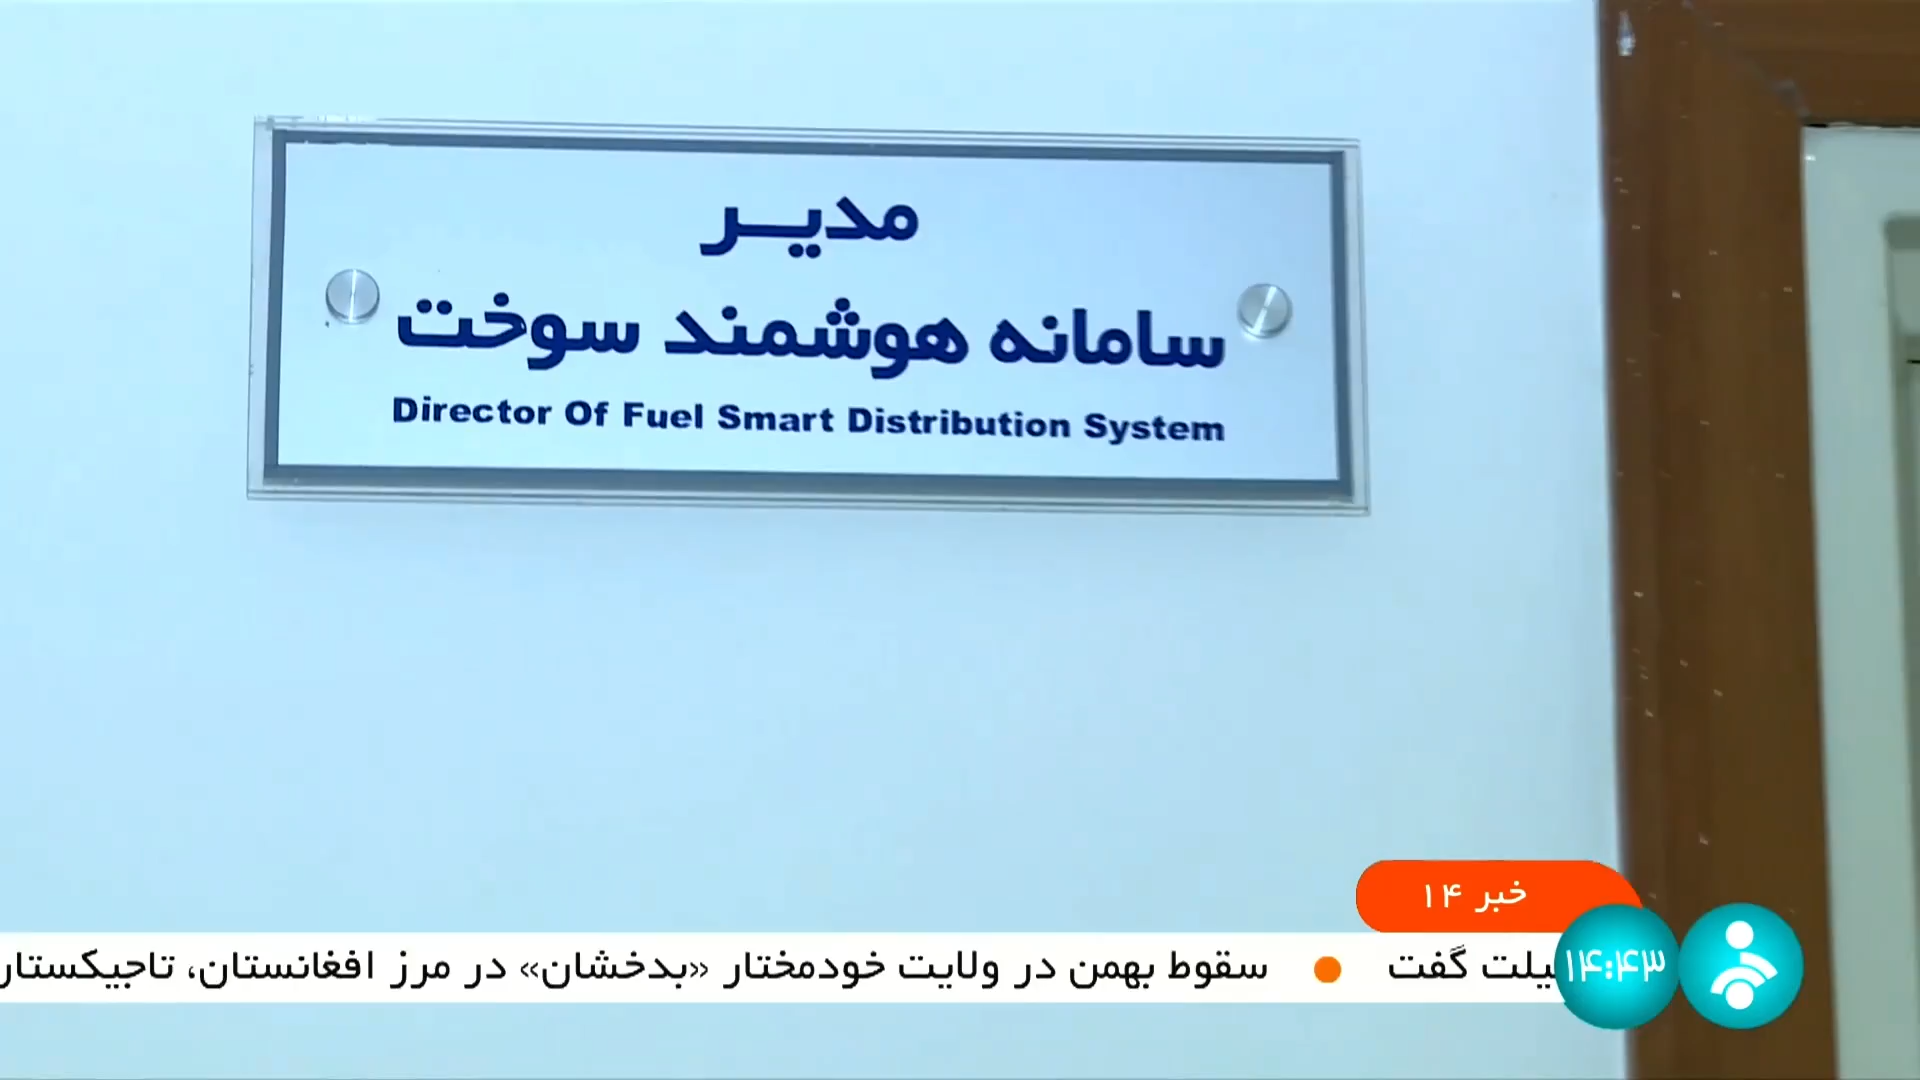 مدیر
سامانه هوشمند سوخت
Director Of Fuel Smart Distribution System
خبر ۱۴
گفت ● سقوط بهمن در ولایت خودمختار «بدخشان» در مرز افغانستان، تاجیکستان
۱۴:۴۳